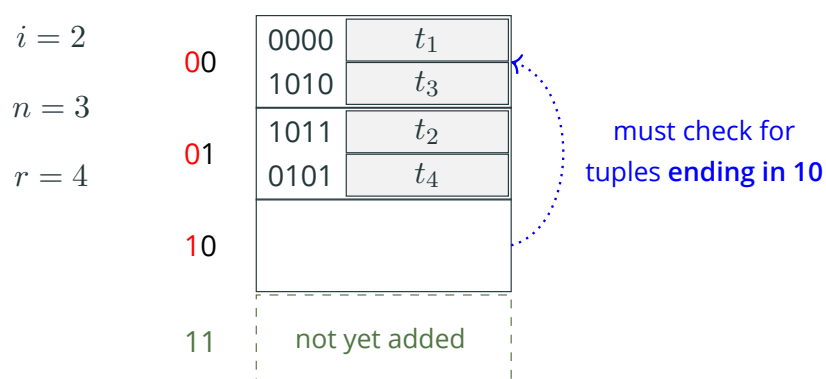 i = 2
n = 3
r = 4
00
0000 t₁
1010 t₃
01
1011 t₂
0101 t₄
10
11
not yet added
must check for
tuples ending in 10